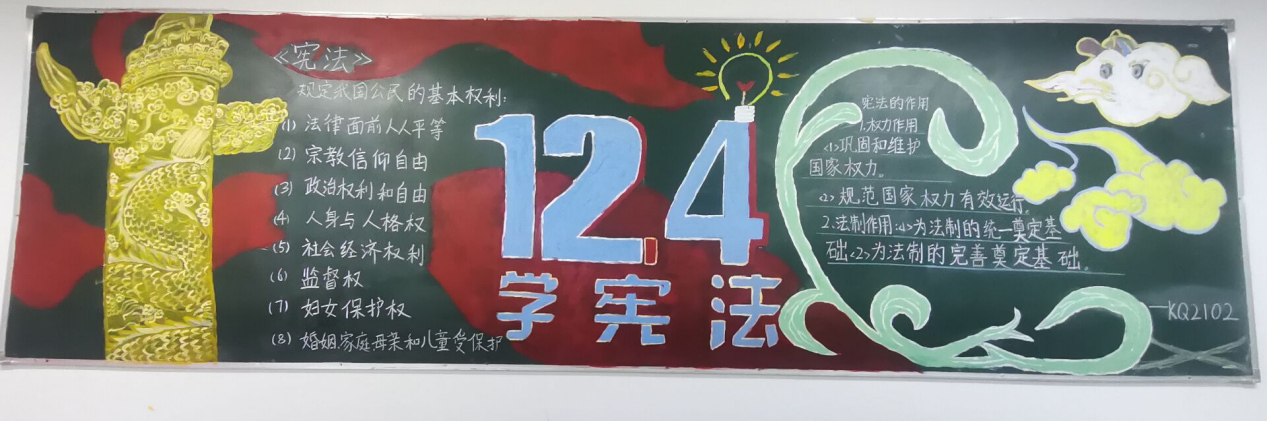 《宪法》
规定我国公民的基本权利:
(1) 法律面前人人平等
(2) 宗教信仰自由
(3) 政治权利和自由
(4) 人身与人格权
(5) 社会经济权利
(6) 监督权
(7) 妇女保护权
(8) 婚姻.家庭母亲和儿童受保护
12.4
学宪法
宪法的作用
1.权力作用
<1>巩固和维护
国家权力。
<2>规范国家权力有效运行。
2.法制作用:<1>为法制的统一奠定基
础<2>为法制的完善奠定基础。
—KQ2102